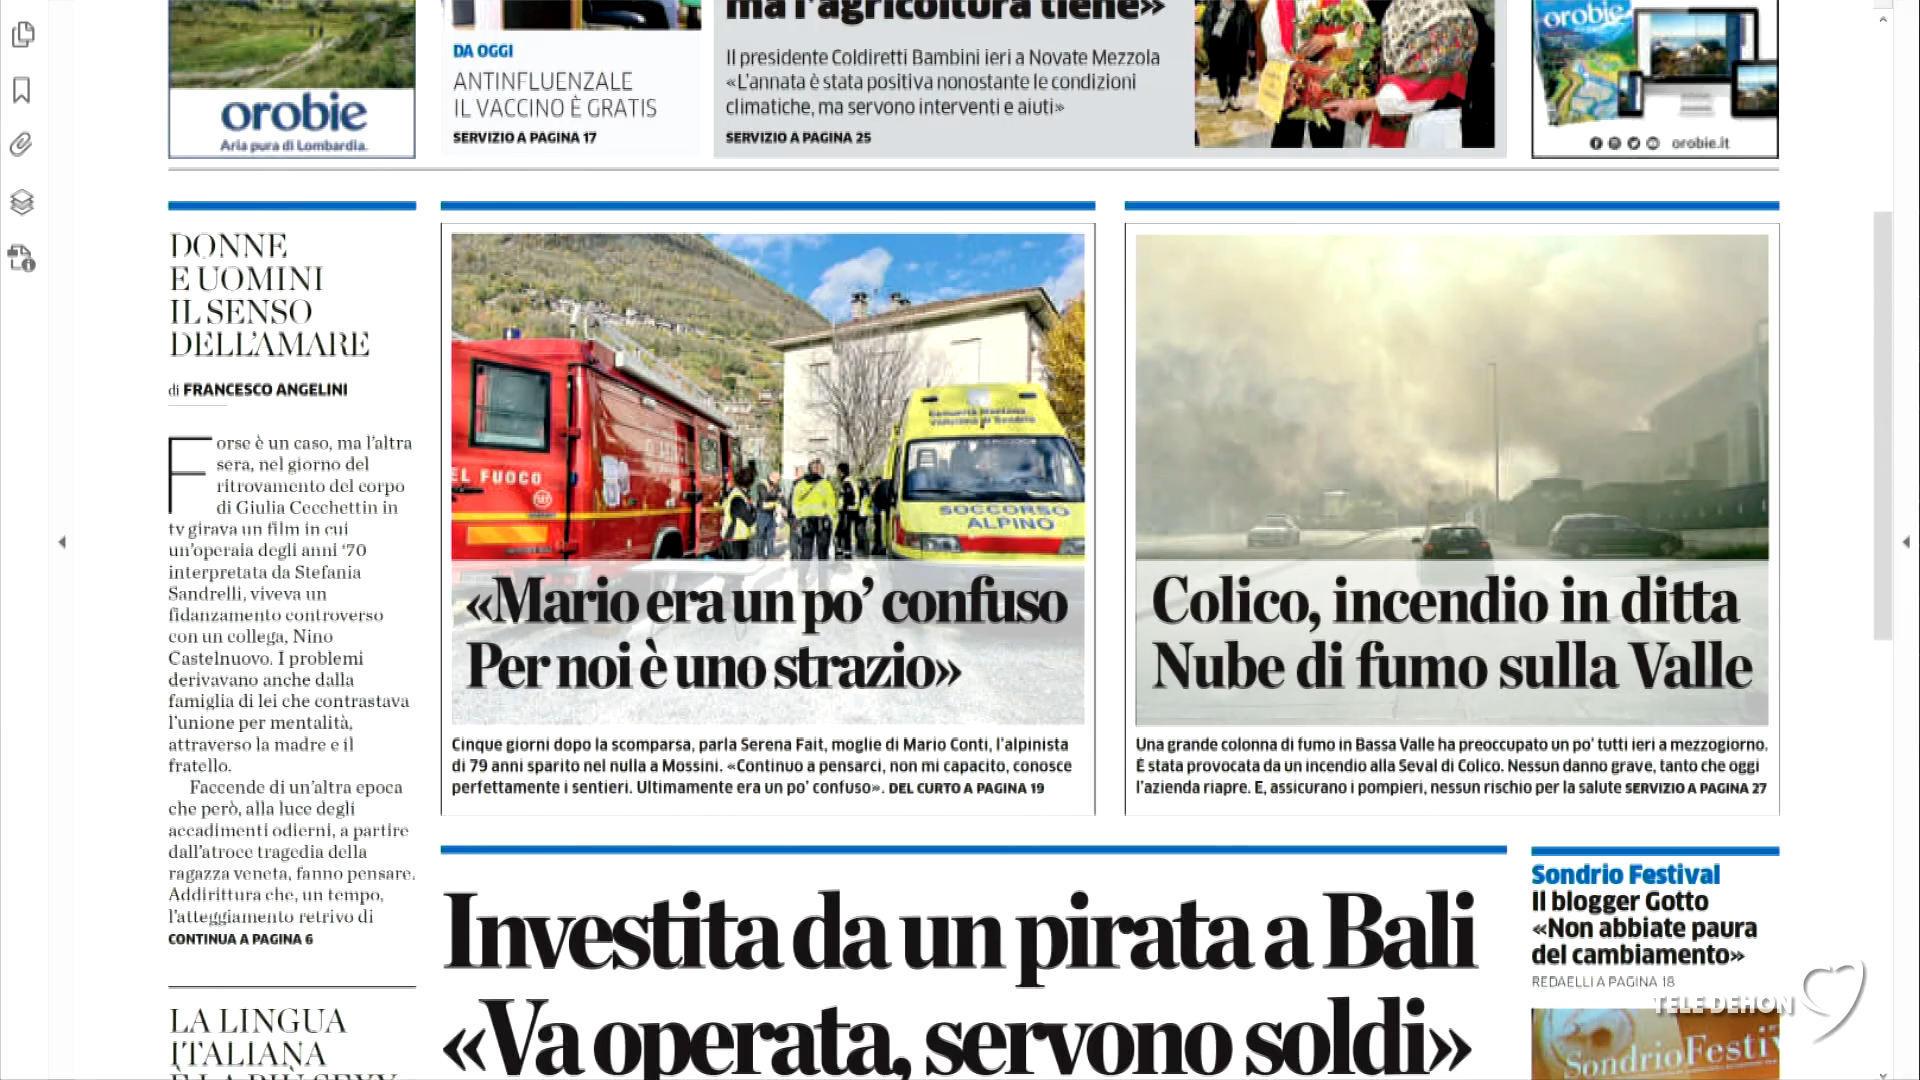 orobie
Aria pura di Lombardia.
DA OGGI
ANTINFLUENZALE
IL VACCINO È GRATIS
SERVIZIO A PAGINA 17
ma l'agricoltura tiene»
Il presidente Coldiretti Bambini ieri a Novate Mezzola
«L'annata è stata positiva nonostante le condizioni
climatiche, ma servono interventi e aiuti»
SERVIZIO A PAGINA 25
orobie
orobie.it
DONNE
E UOMINI
IL SENSO
DELL'AMARE
di FRANCESCO ANGELINI
Forse è un caso, ma l'altra
sera, nel giorno del
ritrovamento del corpo
di Giulia Cecchettin in
tv girava un film in cui
un'operaia degli anni '70
interpretata da Stefania
Sandrelli, viveva un
fidanzamento controverso
con un collega, Nino
Castelnuovo. I problemi
derivavano anche dalla
famiglia di lei che contrastava
l'unione per mentalità,
attraverso la madre e il
fratello.
Faccende di un'altra epoca
che però, alla luce degli
accadimenti odierni, a partire
dall'atroce tragedia della
ragazza veneta, fanno pensare.
Addirittura che, un tempo,
l'atteggiamento retrivo di
CONTINUA A PAGINA 6
LA LINGUA
ITALIANA
È LA PIÙ SEXY
EL FUOCO
SOCCORSO
ALPINO
«Mario era un po' confuso
Per noi è uno strazio»
Cinque giorni dopo la scomparsa, parla Serena Fait, moglie di Mario Conti, l'alpinista
di 79 anni sparito nel nulla a Mossini. «Continuo a pensarci, non mi capacito, conosce
perfettamente i sentieri. Ultimamente era un po' confuso». DEL CURTO A PAGINA 19
Colico, incendio in ditta
Nube di fumo sulla Valle
Una grande colonna di fumo in Bassa Valle ha preoccupato un po' tutti ieri a mezzogiorno.
È stata provocata da un incendio alla Seval di Colico. Nessun danno grave, tanto che oggi
l'azienda riapre. E, assicurano i pompieri, nessun rischio per la salute SERVIZIO A PAGINA 27
Investita da un pirata a Bali
«Va operata, servono soldi»
Sondrio Festival
Il blogger Gotto
«Non abbiate paura
del cambiamento»
REDAELLI A PAGINA 18
TELE DEHON
SondrioFestiv